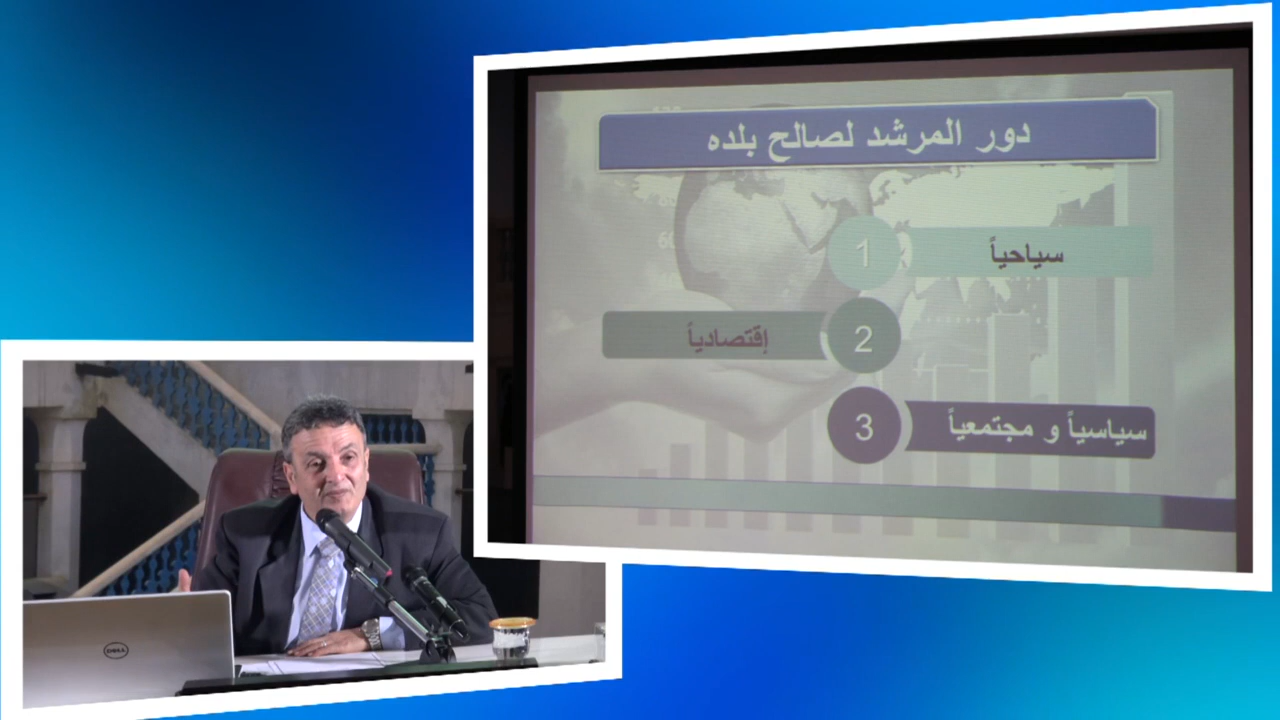 دور المرشد لصالح بلده
1 سياحياً
2 إقتصادياً
3 سياسياً و مجتمعياً
DELL